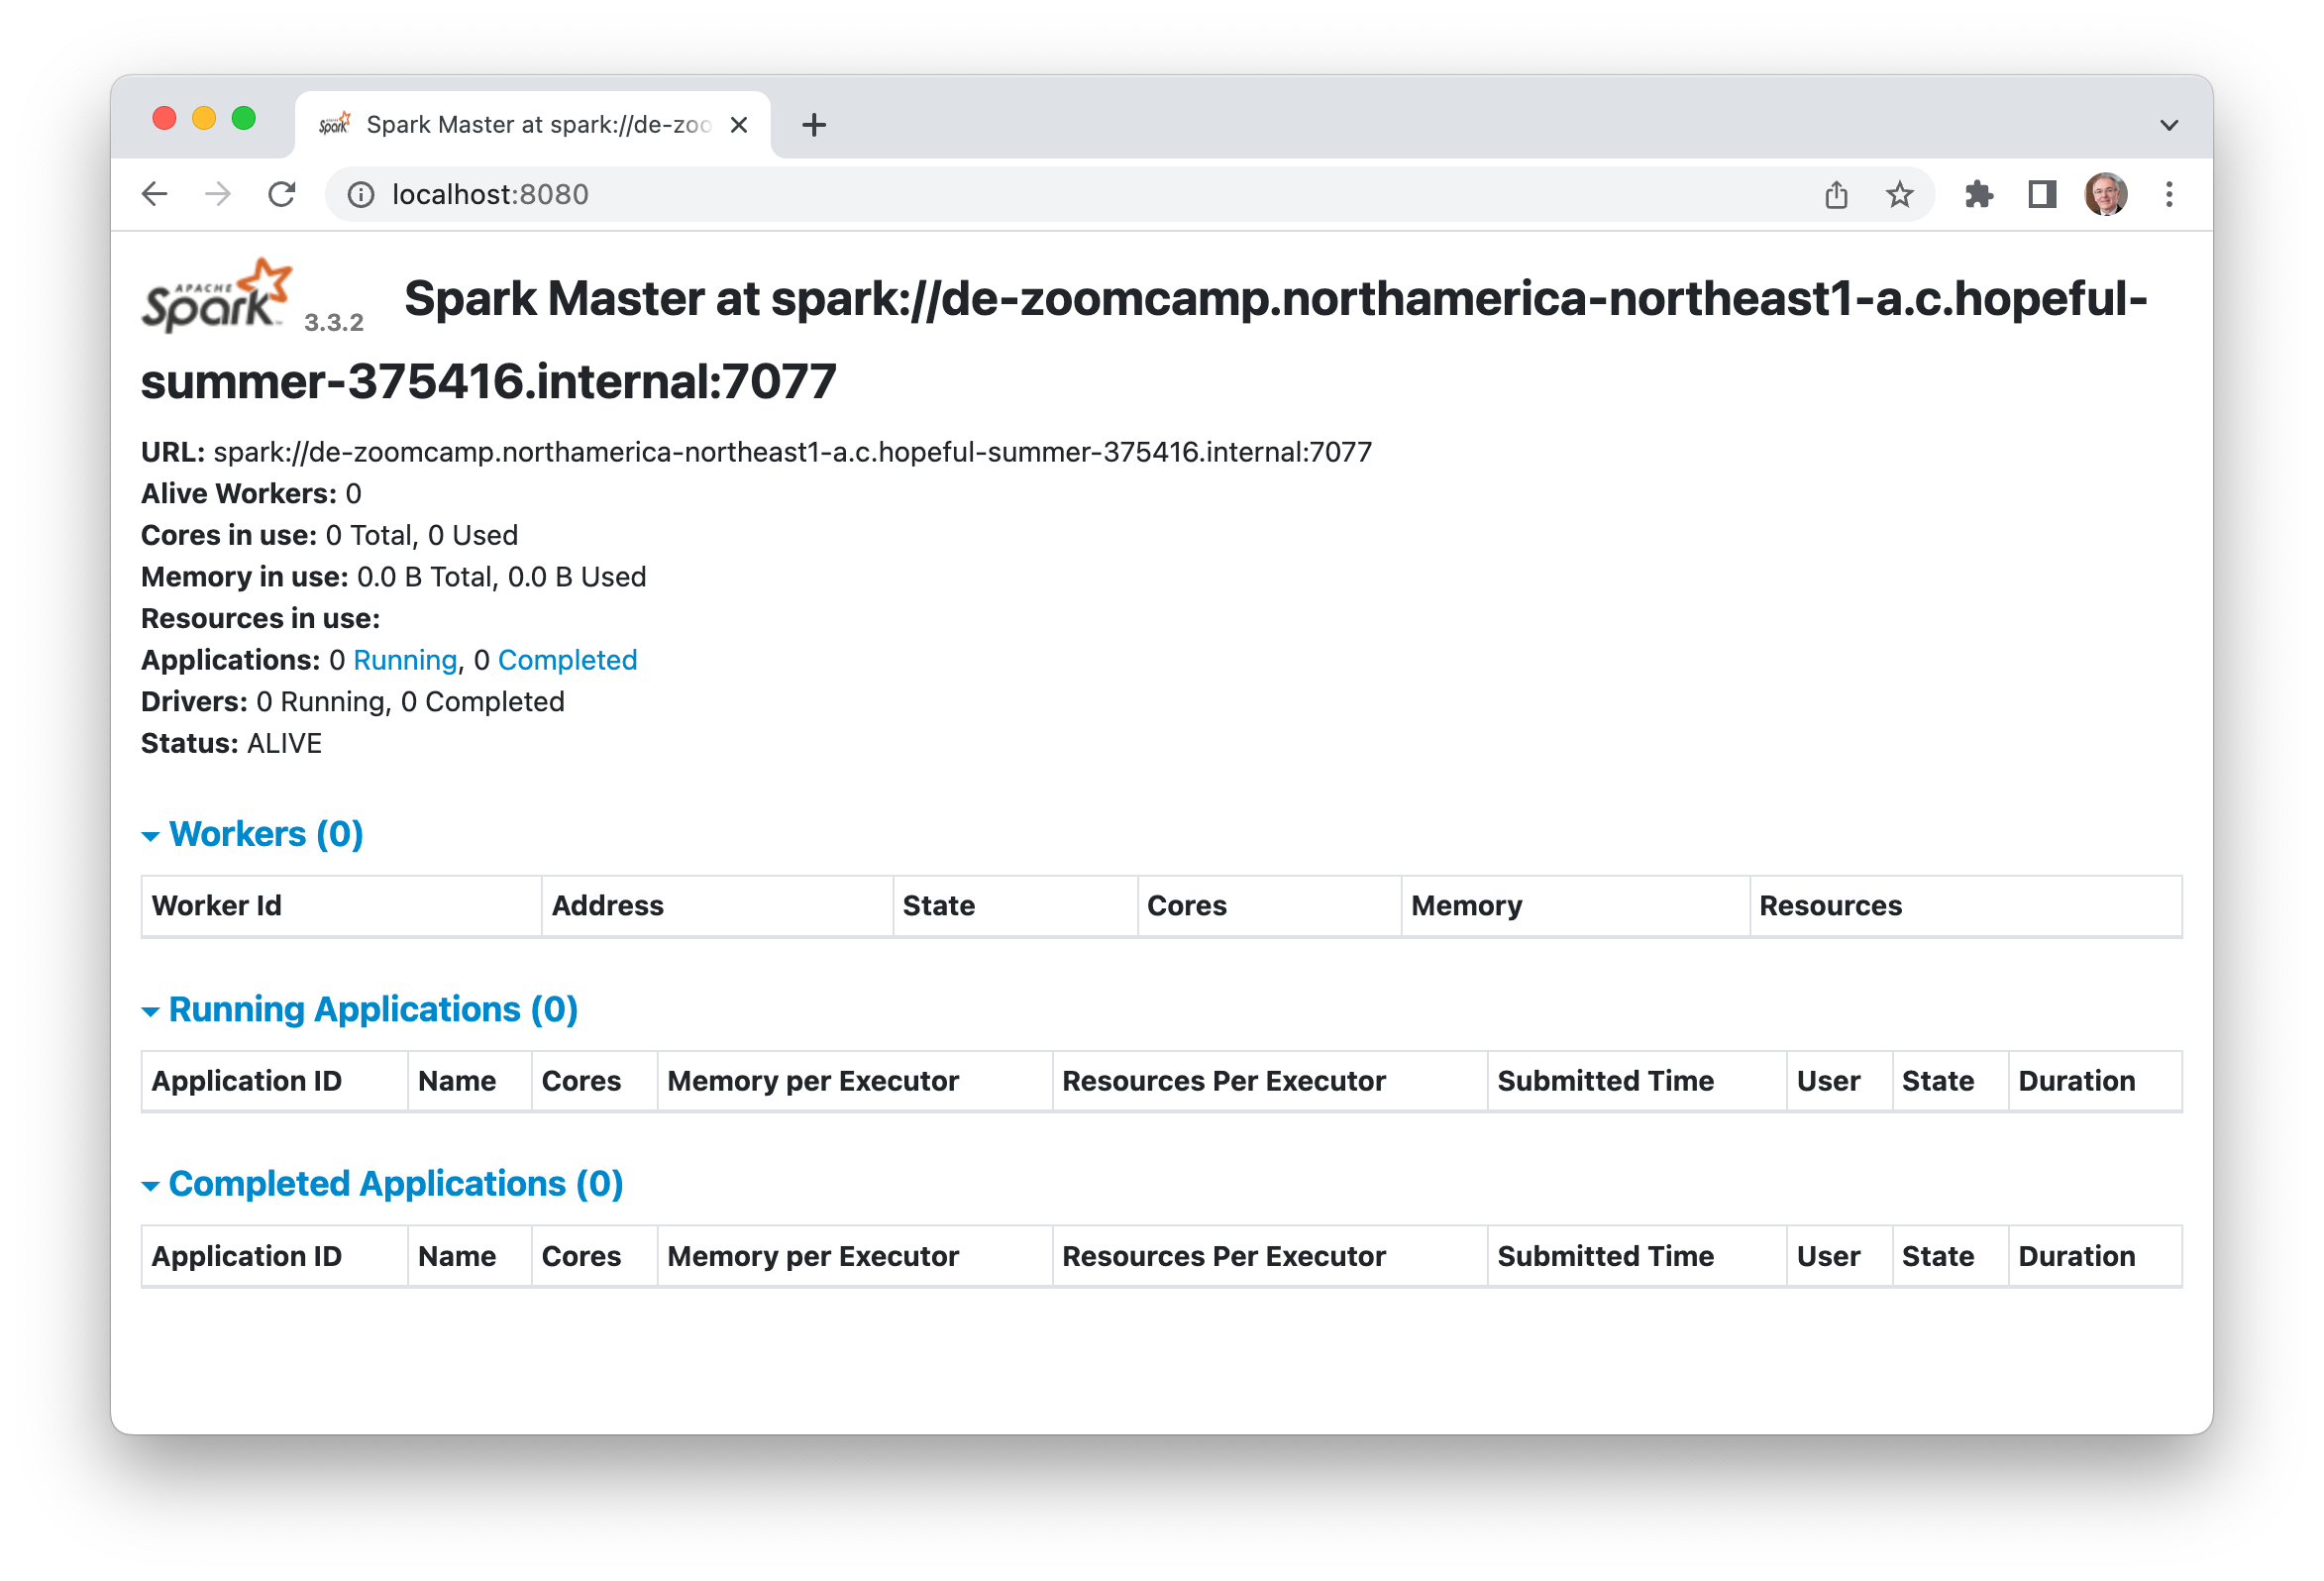 Spark Master at spark://de-zoo
localhost:8080
APACHE Spark 3.3.2 Spark Master at spark://de-zoomcamp.northamerica-northeast1-a.c.hopeful-
summer-375416.internal:7077
URL: spark://de-zoomcamp.northamerica-northeast1-a.c.hopeful-summer-375416.internal:7077
Alive Workers: 0
Cores in use: 0 Total, 0 Used
Memory in use: 0.0 B Total, 0.0 B Used
Resources in use:
Applications: 0 Running, 0 Completed
Drivers: 0 Running, 0 Completed
Status: ALIVE
Workers (0)
Worker Id Address State Cores Memory Resources
Running Applications (0)
Application ID Name Cores Memory per Executor Resources Per Executor Submitted Time User State Duration
Completed Applications (0)
Application ID Name Cores Memory per Executor Resources Per Executor Submitted Time User State Duration